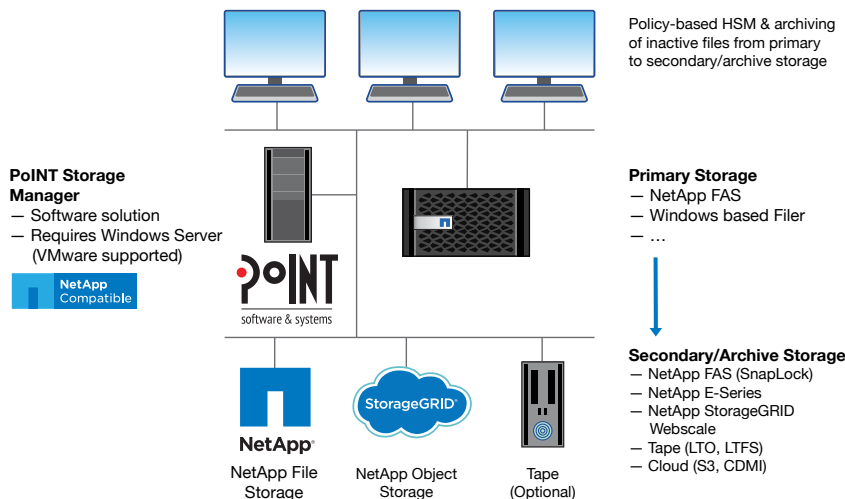 Policy-based HSM & archiving
of inactive files from primary
to secondary/archive storage
PoINT Storage
Manager
— Software solution
— Requires Windows Server
(VMware supported)
NetApp
Compatible
PoINT
software & systems
Primary Storage
— NetApp FAS
— Windows based Filer
— ...
Secondary/Archive Storage
— NetApp FAS (SnapLock)
— NetApp E-Series
— NetApp StorageGRID
Webscale
— Tape (LTO, LTFS)
— Cloud (S3, CDMI)
NetApp®
NetApp File
Storage
StorageGRID®
NetApp Object
Storage
Tape
(Optional)